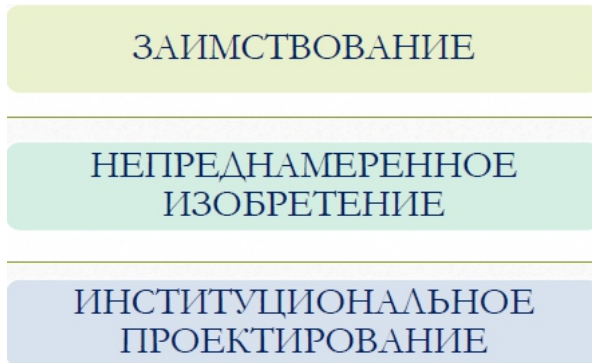 ЗАИМСТВОВАНИЕ
НЕПРЕДНАМЕРЕННОЕ
ИЗОБРЕТЕНИЕ
ИНСТИТУЦИОНАЛЬНОЕ
ПРОЕКТИРОВАНИЕ